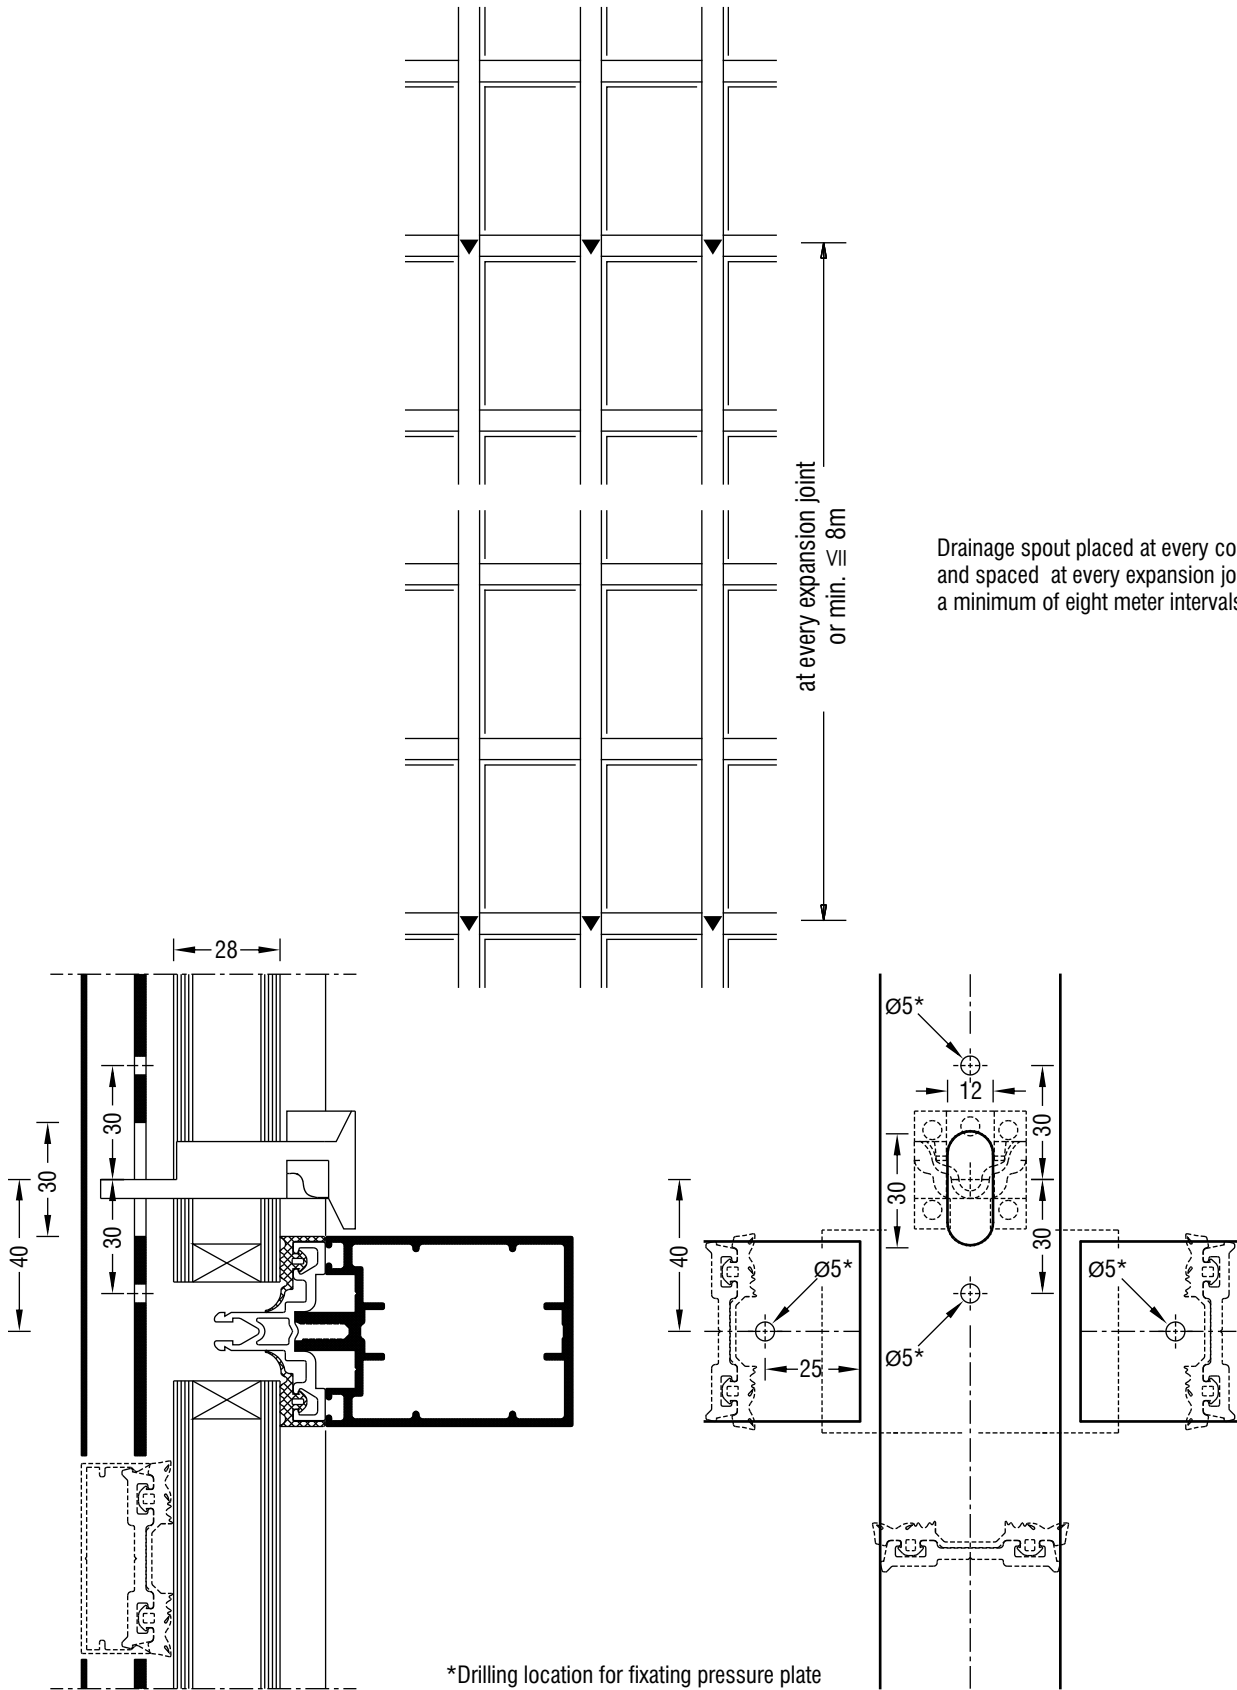 at every expansion joint
or min. ≦ 8m
Drainage spout placed at every
and spaced at every expansion
a minimum of eight meter intervals
28
30
30
30
40
Ø5*
12
30
30
30
40
Ø5*
Ø5*
Ø5*
25
*Drilling location for fixating pressure plate